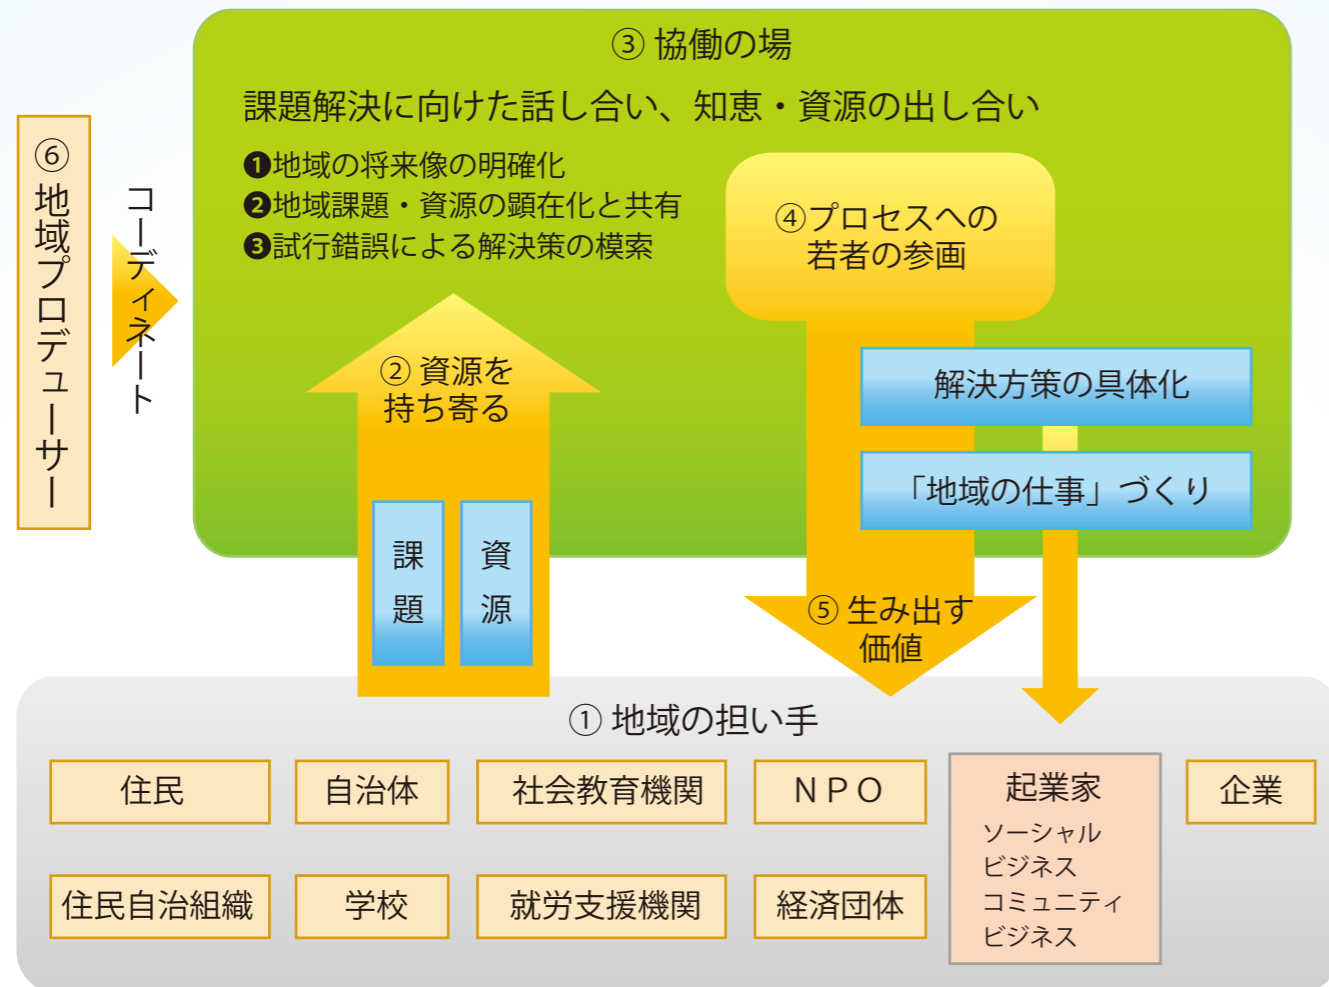 ③ 協働の場
課題解決に向けた話し合い、知恵・資源の出し合い
❶地域の将来像の明確化
❷地域課題・資源の顕在化と共有
❸試行錯誤による解決策の模索
⑥地域プロデューサー
コーディネート
④プロセスへの
若者の参画
② 資源を
持ち寄る
解決方策の具体化
「地域の仕事」づくり
課題
資源
⑤ 生み出す
価値
① 地域の担い手
住民
自治体
社会教育機関
ＮＰＯ
起業家
ソーシャル
ビジネス
コミュニティ
ビジネス
企業
住民自治組織
学校
就労支援機関
経済団体